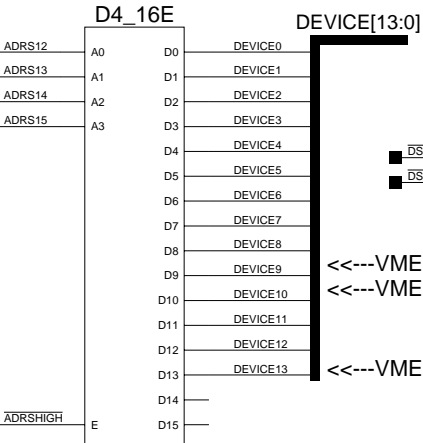 D4_16E
DEVICE[13:0]
ADRS12 A0 D0 DEVICE0
ADRS13 A1 D1 DEVICE1
ADRS14 A2 D2 DEVICE2
ADRS15 A3 D3 DEVICE3
D4 DEVICE4 DS
D5 DEVICE5 DS
D6 DEVICE6
D7 DEVICE7
D8 DEVICE8
D9 DEVICE9 <<---VME
D10 DEVICE10 <<---VME
D11 DEVICE11
D12 DEVICE12
D13 DEVICE13 <<---VME
D14
ADRSHIGH E D15